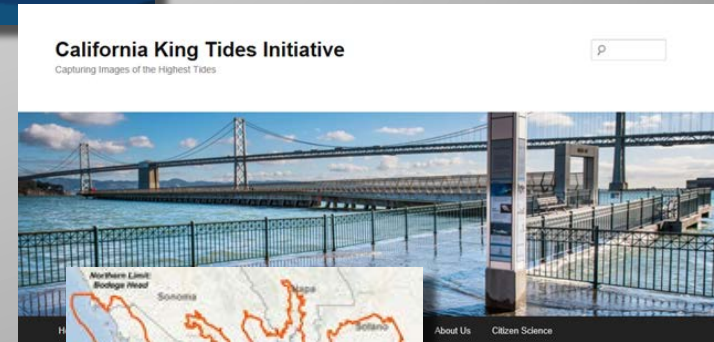 California King Tides Initiative
Capturing Images of the Highest Tides
Northern Limit:
Bodega Head
Sonoma
Napa
Solano
About Us Citizen Science